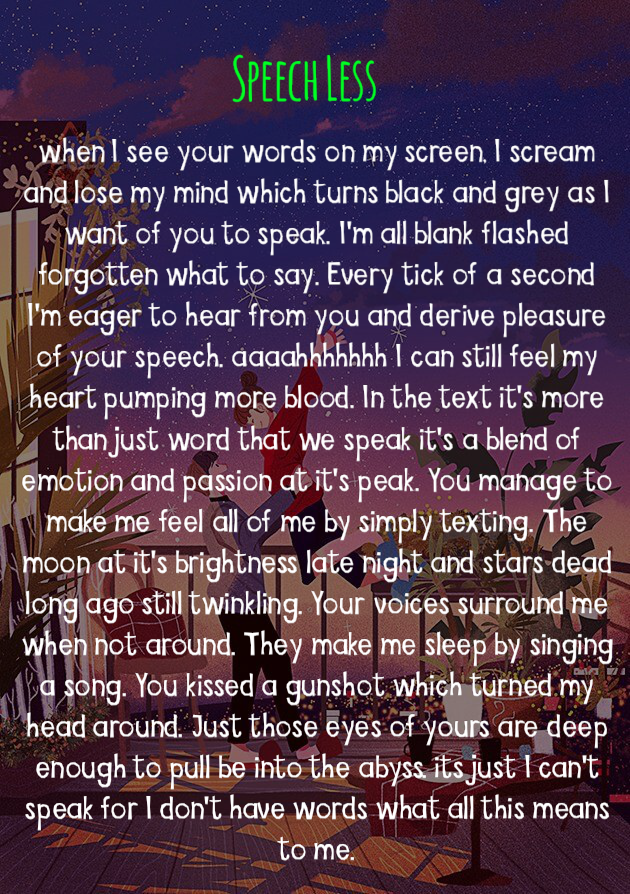 Speech Less
when I see your words on my screen, I scream
and lose my mind which turns black and grey as I
want of you to speak. I'm all blank flashed
forgotten what to say. Every tick of a second
I'm eager to hear from you and derive pleasure
of your speech. aaaahhhhhhh I can still feel my
heart pumping more blood. In the text it's more
than just word that we speak it's a blend of
emotion and passion at it's peak. You manage to
make me feel all of me by simply texting. The
moon at it's brightness late night and stars dead
long ago still twinkling. Your voices surround me
when not around. They make me sleep by singing
a song. You kissed a gunshot which turned my
head around. Just those eyes of yours are deep
enough to pull be into the abyss. its just I can't
speak for I don't have words what all this means
to me.